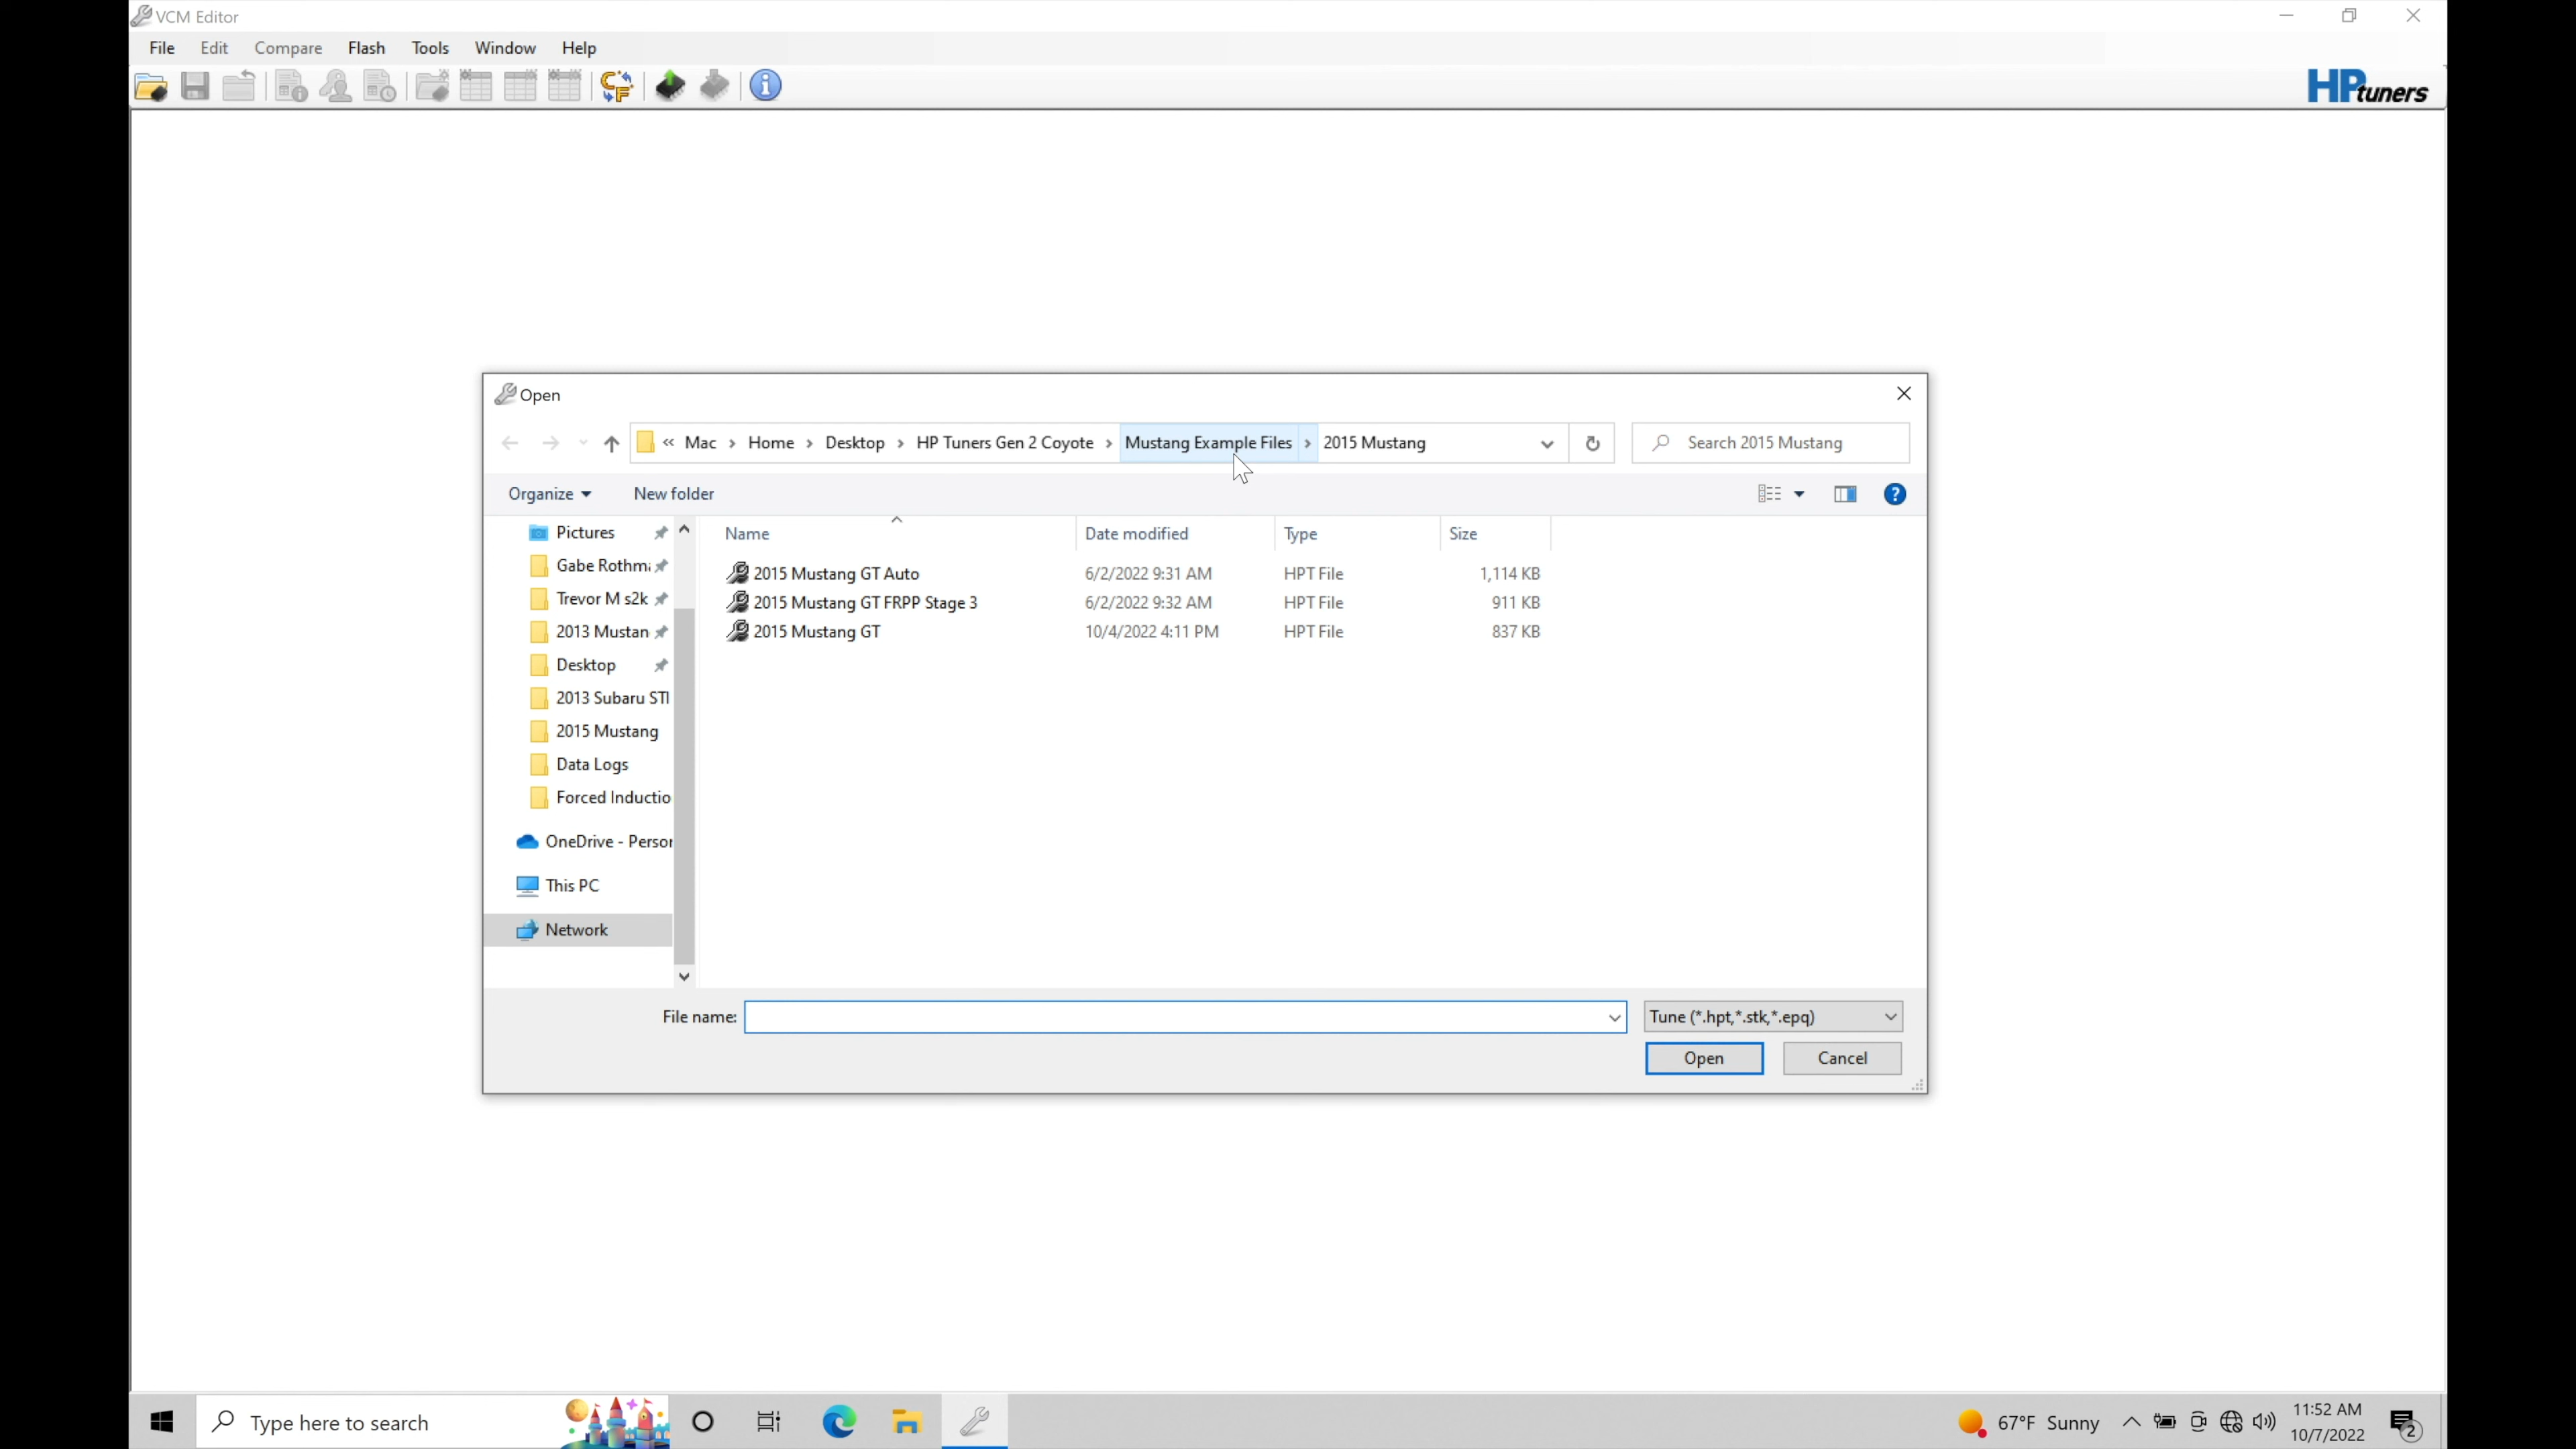 VCM Editor
File Edit Compare Flash Tools Window Help
HPtuners
Open
« Mac › Home › Desktop › HP Tuners Gen 2 Coyote › Mustang Example Files › 2015 Mustang
Search 2015 Mustang
Organize New folder
Name Date modified Type Size
2015 Mustang GT Auto 6/2/2022 9:31 AM HPT File 1,114 KB
2015 Mustang GT FRPP Stage 3 6/2/2022 9:32 AM HPT File 911 KB
2015 Mustang GT 10/4/2022 4:11 PM HPT File 837 KB
Pictures
Gabe Rothm
Trevor M s2k
2013 Mustan
Desktop
2013 Subaru STI
2015 Mustang
Data Logs
Forced Inductio
OneDrive - Person
This PC
Network
File name:
Tune (*.hpt,*.stk,*.epq)
Open Cancel
Type here to search
67°F Sunny
11:52 AM
10/7/2022
2